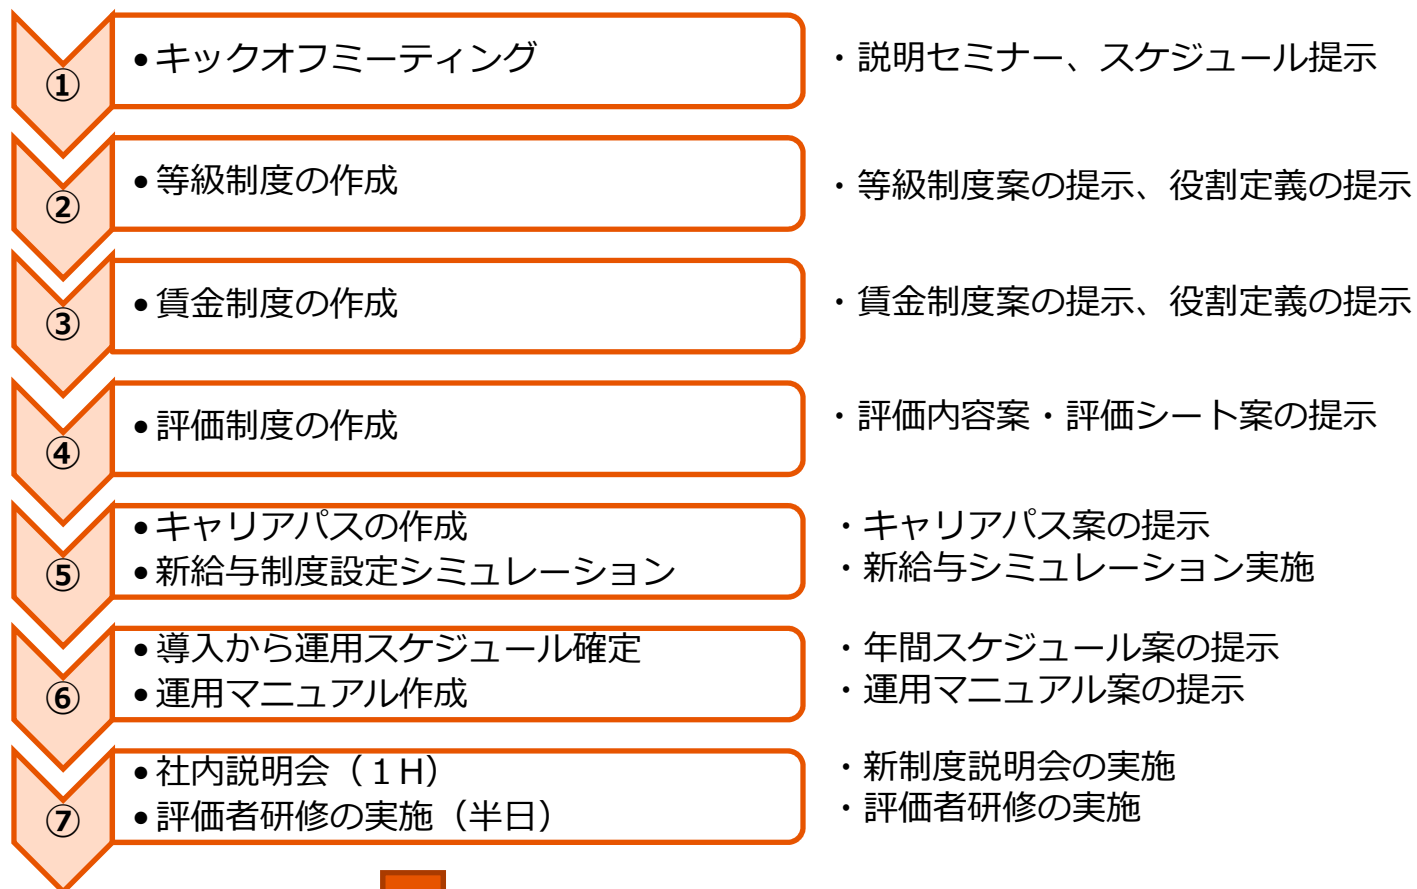 ①
•キックオフミーティング
・説明セミナー、スケジュール提示
②
•等級制度の作成
・等級制度案の提示、役割定義の提示
③
•賃金制度の作成
・賃金制度案の提示、役割定義の提示
④
•評価制度の作成
・評価内容案・評価シート案の提示
⑤
•キャリアパスの作成
•新給与制度設定シミュレーション
・キャリアパス案の提示
・新給与シミュレーション実施
⑥
•導入から運用スケジュール確定
•運用マニュアル作成
・年間スケジュール案の提示
・運用マニュアル案の提示
⑦
•社内説明会（１H）
•評価者研修の実施（半日）
・新制度説明会の実施
・評価者研修の実施